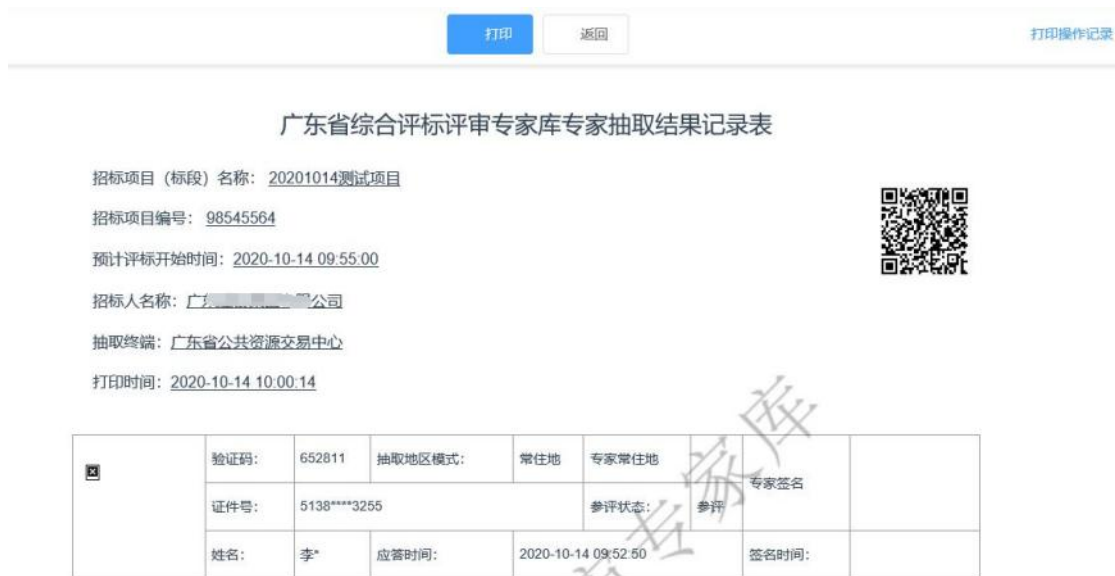 打印 返回 打印操作记录
广东省综合评标评审专家库专家抽取结果记录表
招标项目（标段）名称： 20201014测试项目
招标项目编号： 98545564
预计评标开始时间：2020-10-14 09:55:00
招标人名称：广 公司
抽取终端：广东省公共资源交易中心
打印时间：2020-10-14 10:00:14
验证码： 652811 抽取地区模式： 常住地 专家常住地
专家签名
证件号： 5138****3255 参评状态： 参评
姓名： 李* 应答时间： 2020-10-14 09:52:50 签名时间：
专家库